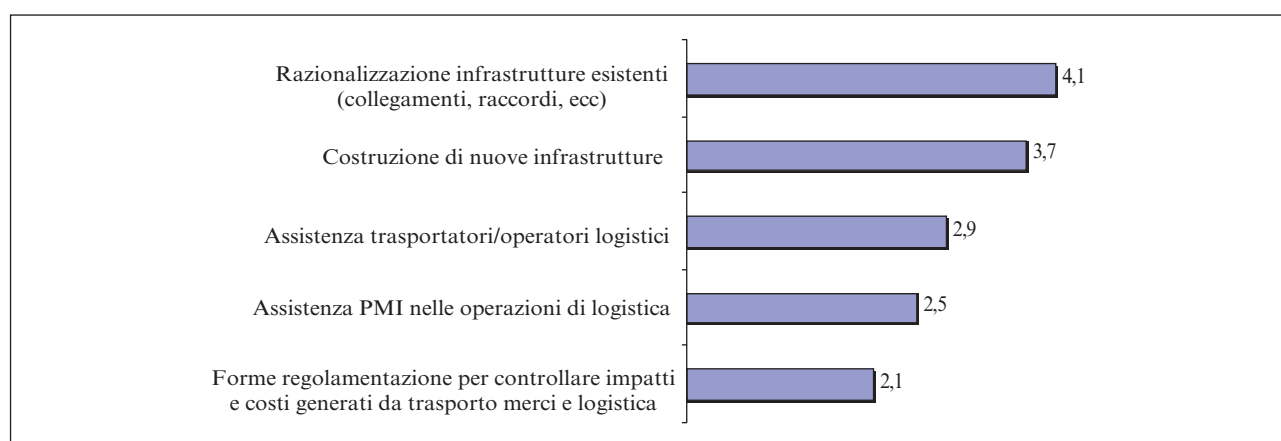 Razionalizzazione infrastrutture esistenti
(collegamenti, raccordi, ecc)
4,1
Costruzione di nuove infrastrutture
3,7
Assistenza trasportatori/operatori logistici
2,9
Assistenza PMI nelle operazioni di logistica
2,5
Forme regolamentazione per controllare impatti
e costi generati da trasporto merci e logistica
2,1